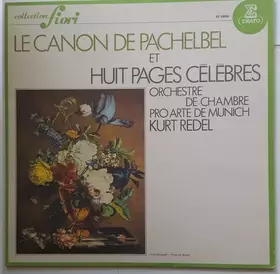 collection fiori
ERATO
LE CANON DE PACHELBEL
ET
HUIT PAGES CÉLÈBRES
ORCHESTRE
DE CHAMBRE
PRO ARTE DE MUNICH
KURT REDEL